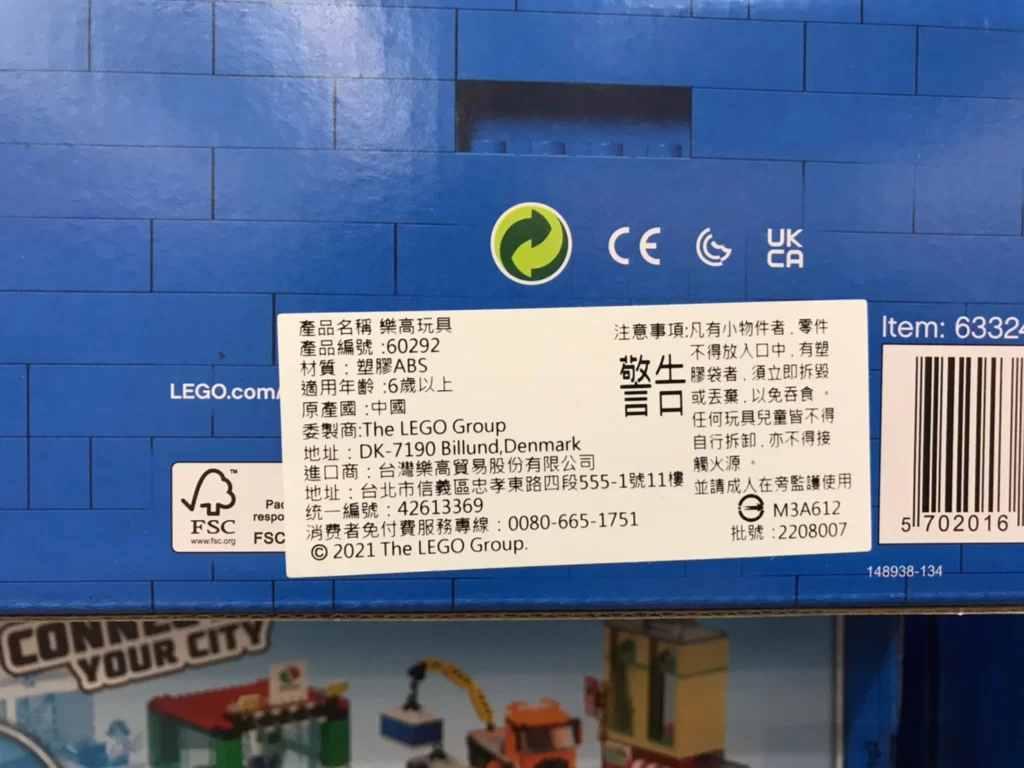 CE
UK
CA
Item: 6332
LEGO.com/
產品名稱 樂高玩具
產品編號 :60292
材質：塑膠ABS
適用年齡 :6歲以上
原產國 :中國
委製商:The LEGO Group
地址：DK-7190 Billund,Denmark
進口商：台灣樂高貿易股份有限公司
地址：台北市信義區忠孝東路四段555-1號11樓
统一編號：42613369
消费者免付費服務專線：0080-665-1751
© 2021 The LEGO Group.
注意事項:凡有小物件者﹐零件
不得放入口中﹐有塑
膠袋者﹐須立即拆毀
或丟棄﹐以免吞食。
任何玩具兒童皆不得
自行拆卸﹐亦不得接
觸火源。
並請成人在旁監護使用
警告
M3A612
批號 :2208007
FSC
™
www.fsc.org
respo
FSC
5 702016
148938-134
YOUR CITY